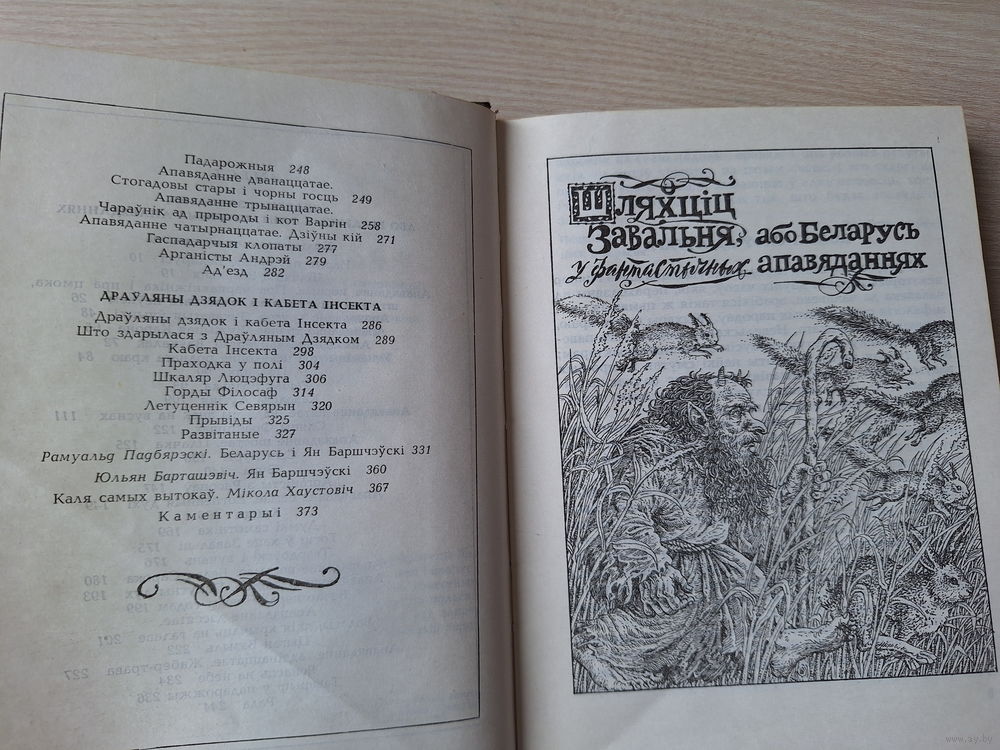 Падарожныя 248
Апавяданне дванаццатае.
Стогадовы стары і чорны госць 249
Апавяданне трынаццатае.
Чараўнік ад прыроды і кот Варгін 258
Апавяданне чатырнаццатае. Дзіўны кій 271
Гаспадарчыя клопаты 277
Арганісты Андрэй 279
Ад'езд 282
ДРАЎЛЯНЫ ДЗЯДОК І КАБЕТА ІНСЕКТА
Драўляны дзядок і кабета Інсекта 286
Што здарылася з Драўляным Дзядком 289
Кабета Інсекта 298
Праходка у полі 304
Шкаляр Люцэфуга 306
Горды Філосаф 314
Летуценнік Севярын 320
Прывіды 325
Развітаные 327
Рамуальд Падбярэскі. Беларусь і Ян Баршчэўскі 331
Юльян Барташэвіч. Ян Баршчэўскі 360
Каля самых вытокаў. Мікола Хаустовіч 367
Каментарыі 373
Шляхціц
Завальня, або Беларусь
у фантастычных апавяданнях
www.ay.by